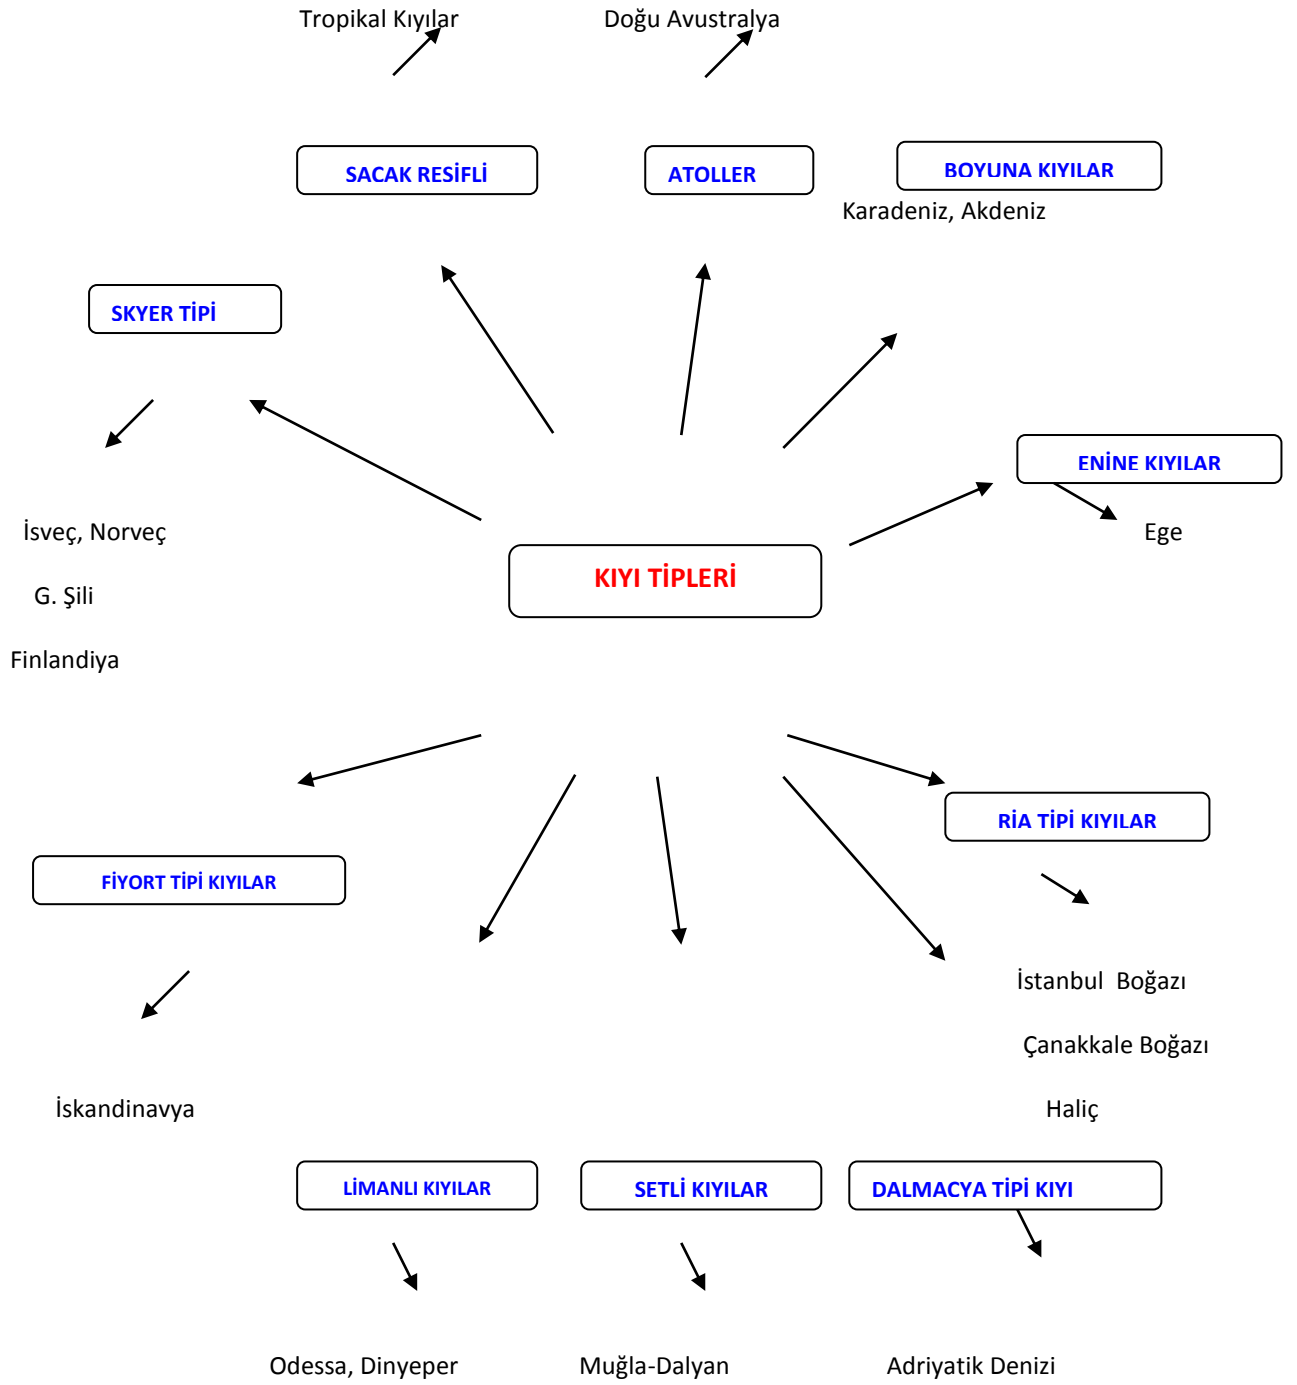 Tropikal Kıyılar
Doğu Avustralya
SACAK RESİFLİ
ATOLLER
BOYUNA KIYILAR
Karadeniz, Akdeniz
SKYER TİPİ
ENİNE KIYILAR
İsveç, Norveç
Ege
KIYI TİPLERİ
G. Şili
Finlandiya
RİA TİPİ KIYILAR
FİYORT TİPİ KIYILAR
İstanbul  Boğazı
Çanakkale Boğazı
İskandinavya
Haliç
LİMANLI KIYILAR
SETLİ KIYILAR
DALMACYA TİPİ KIYI
Odessa, Dinyeper
Muğla-Dalyan
Adriyatik Denizi